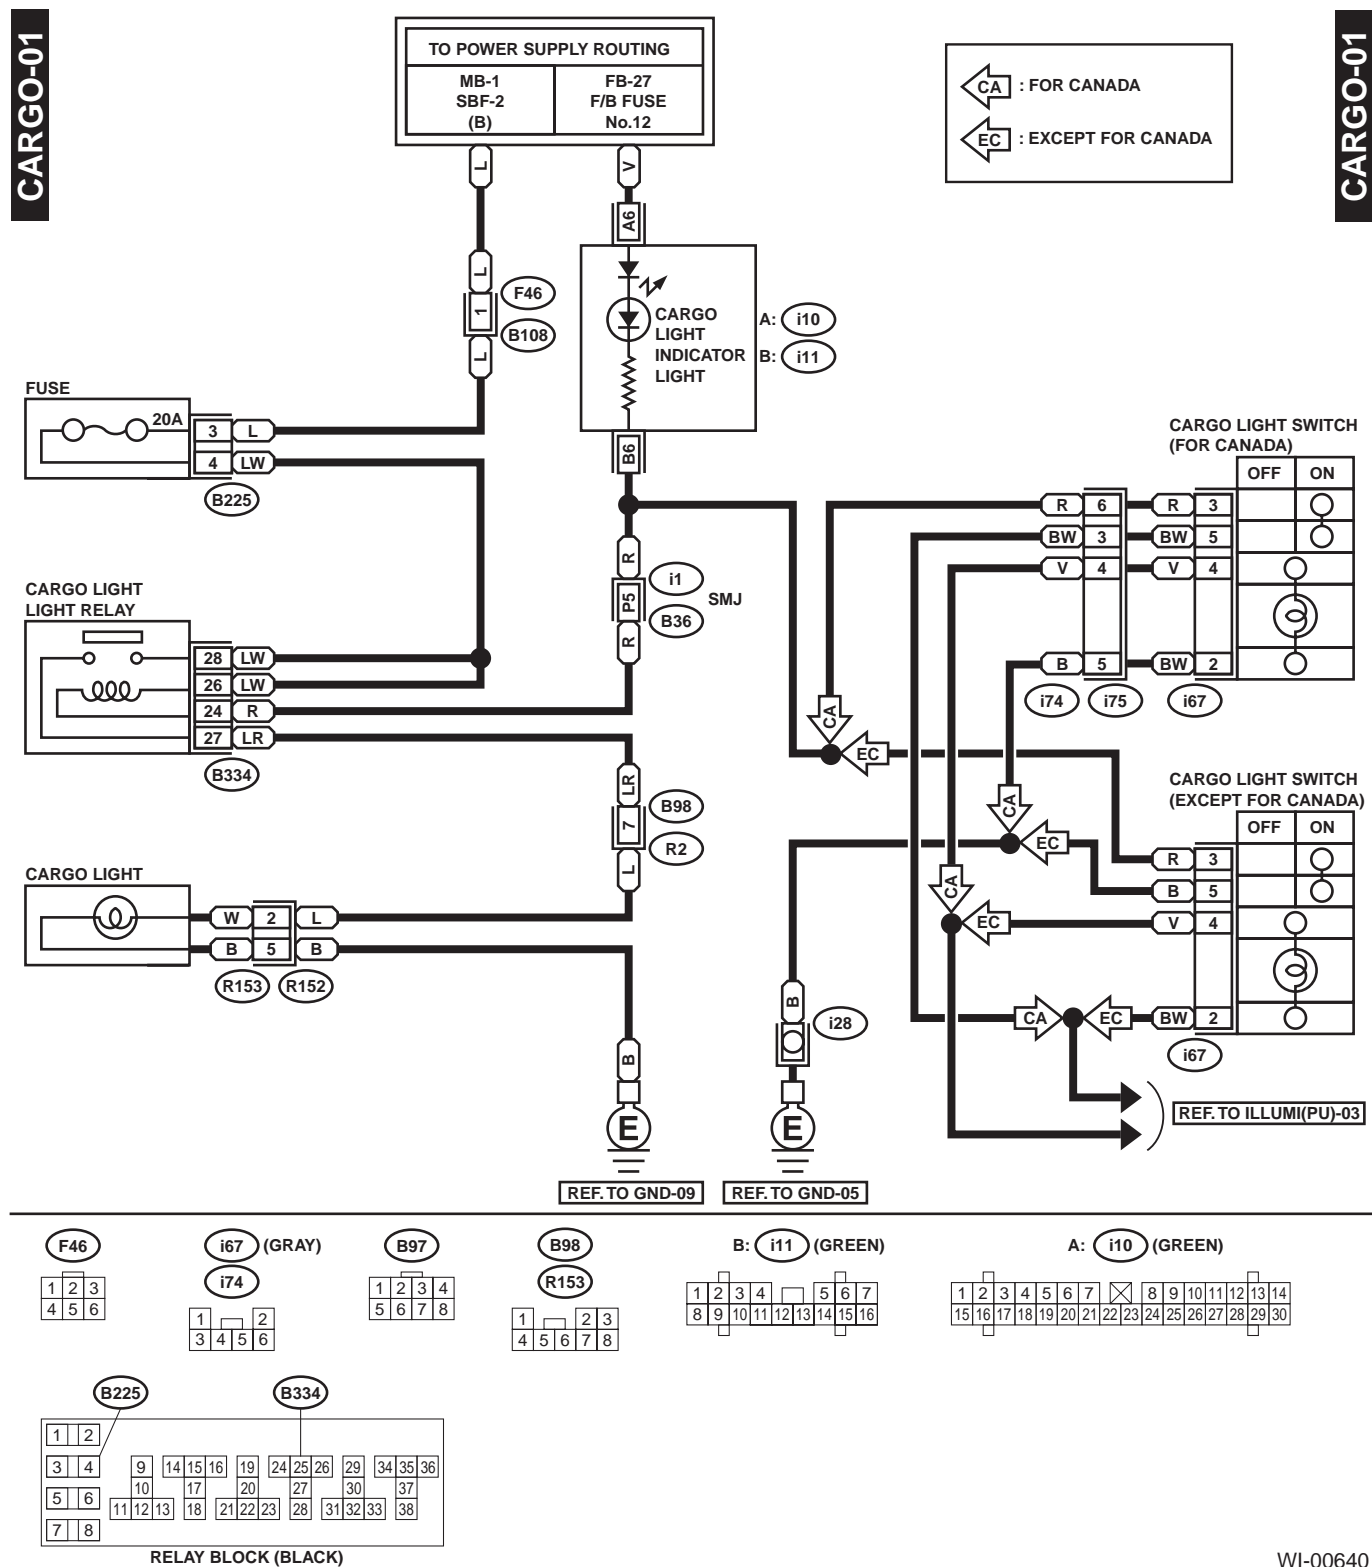 CARGO-01
CARGO-01
TO POWER SUPPLY ROUTING
MB-1
SBF-2
(B)
FB-27
F/B FUSE
No.12
CA : FOR CANADA
EC : EXCEPT FOR CANADA
L
V
A6
L
1
L
F46
B108
CARGO
LIGHT
INDICATOR
LIGHT
A: i10
B: i11
B6
FUSE
20A
3 L
4 LW
B225
R
P5
R
i1
B36
SMJ
CARGO LIGHT
LIGHT RELAY
28 LW
26 LW
24 R
27 LR
B334
LR
7
L
B98
R2
CARGO LIGHT
W 2 L
B 5 B
R153 R152
B
E
REF. TO GND-09
CARGO LIGHT SWITCH
(FOR CANADA)
OFF ON
R 6 R 3
BW 3 BW 5
V 4 V 4
B 5 BW 2
i74 i75 i67
CA
EC
CA
EC
CA
EC
CARGO LIGHT SWITCH
(EXCEPT FOR CANADA)
OFF ON
R 3
B 5
V 4
CA EC BW 2
i67
B
i28
E
REF. TO GND-05
REF. TO ILLUMI(PU)-03
F46
1 2 3
4 5 6
i67 (GRAY)
i74
1 2
3 4 5 6
B97
1 2 3 4
5 6 7 8
B98
R153
1 2 3
4 5 6 7 8
B: i11 (GREEN)
1 2 3 4 5 6 7
8 9 10 11 12 13 14 15 16
A: i10 (GREEN)
1 2 3 4 5 6 7 8 9 10 11 12 13 14
15 16 17 18 19 20 21 22 23 24 25 26 27 28 29 30
B225 B334
1 2
3 4 9 14 15 16 19 24 25 26 29 34 35 36
5 6 10 17 20 27 30 37
11 12 13 18 21 22 23 28 31 32 33 38
7 8
RELAY BLOCK (BLACK)
WI-00640